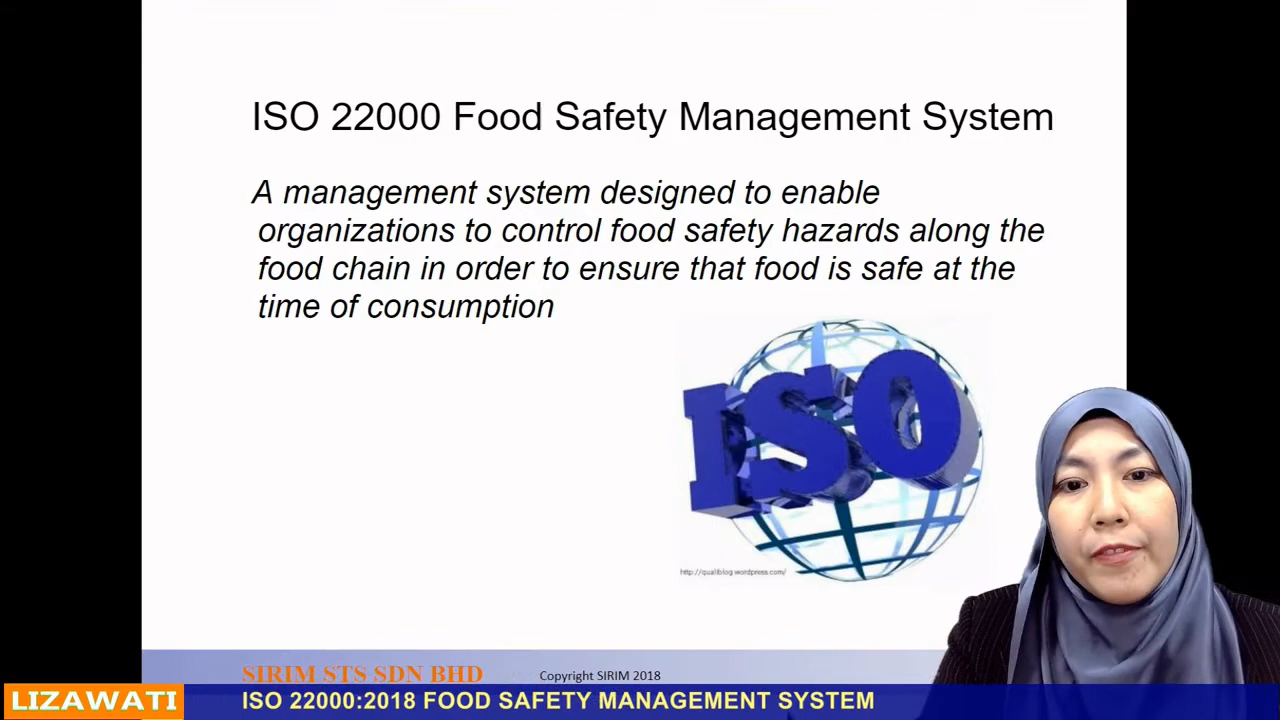 ISO 22000 Food Safety Management System
A management system designed to enable
organizations to control food safety hazards along the
food chain in order to ensure that food is safe at the
time of consumption
ISO
http://qualiblog.wordpress.com/
SIRIM STS SDN BHD
Copyright SIRIM 2018
LIZAWATI
ISO 22000:2018 FOOD SAFETY MANAGEMENT SYSTEM